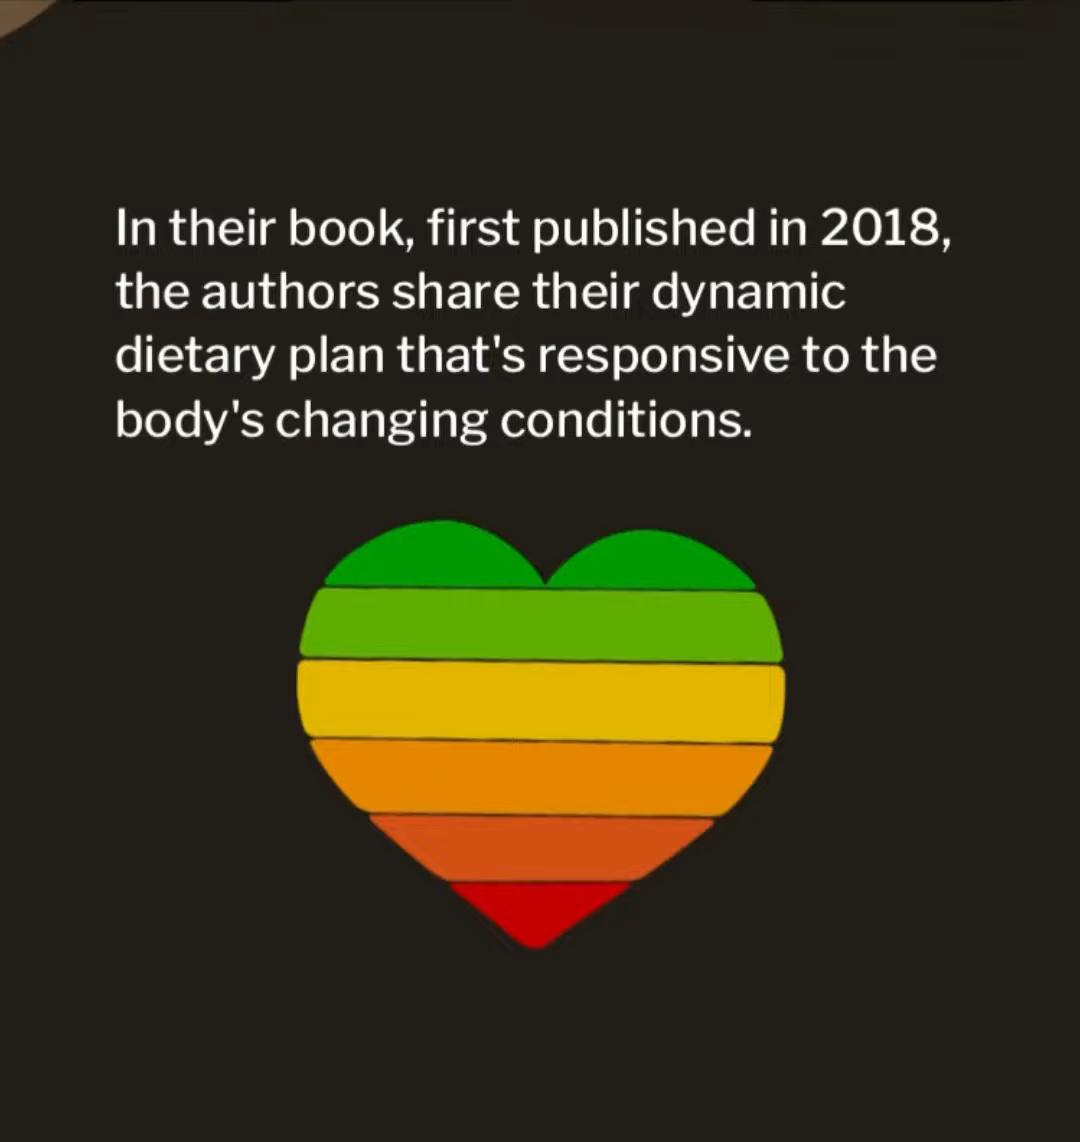 In their book, first published in 2018,
the authors share their dynamic
dietary plan that's responsive to the
body's changing conditions.